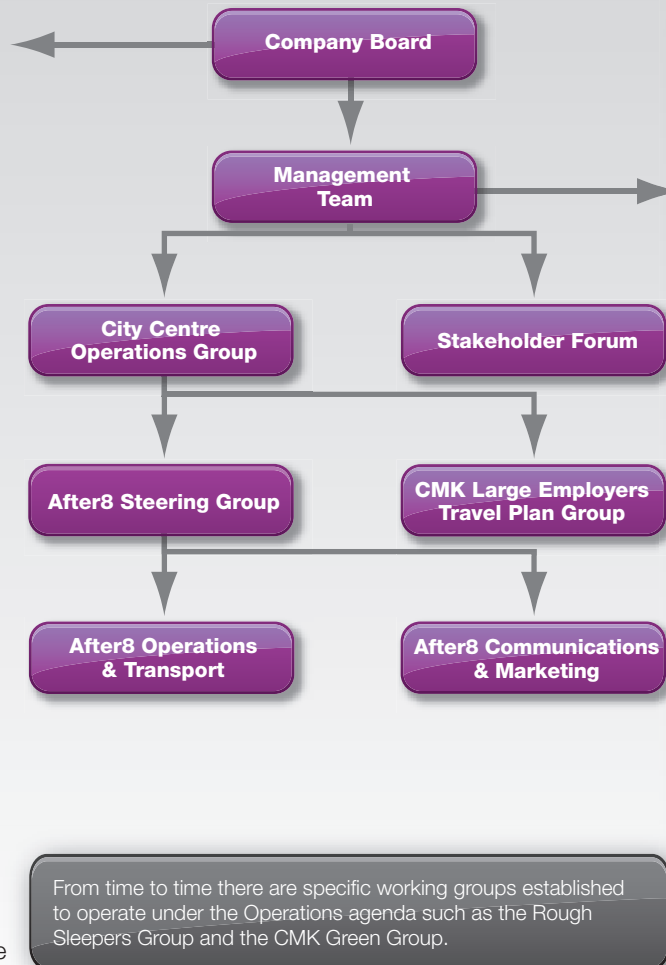 Company Board
Management
Team
City Centre
Operations Group
Stakeholder Forum
After8 Steering Group
CMK Large Employers
Travel Plan Group
After8 Operations
& Transport
After8 Communications
& Marketing
From time to time there are specific working groups established
to operate under the Operations agenda such as the Rough
Sleepers Group and the CMK Green Group.